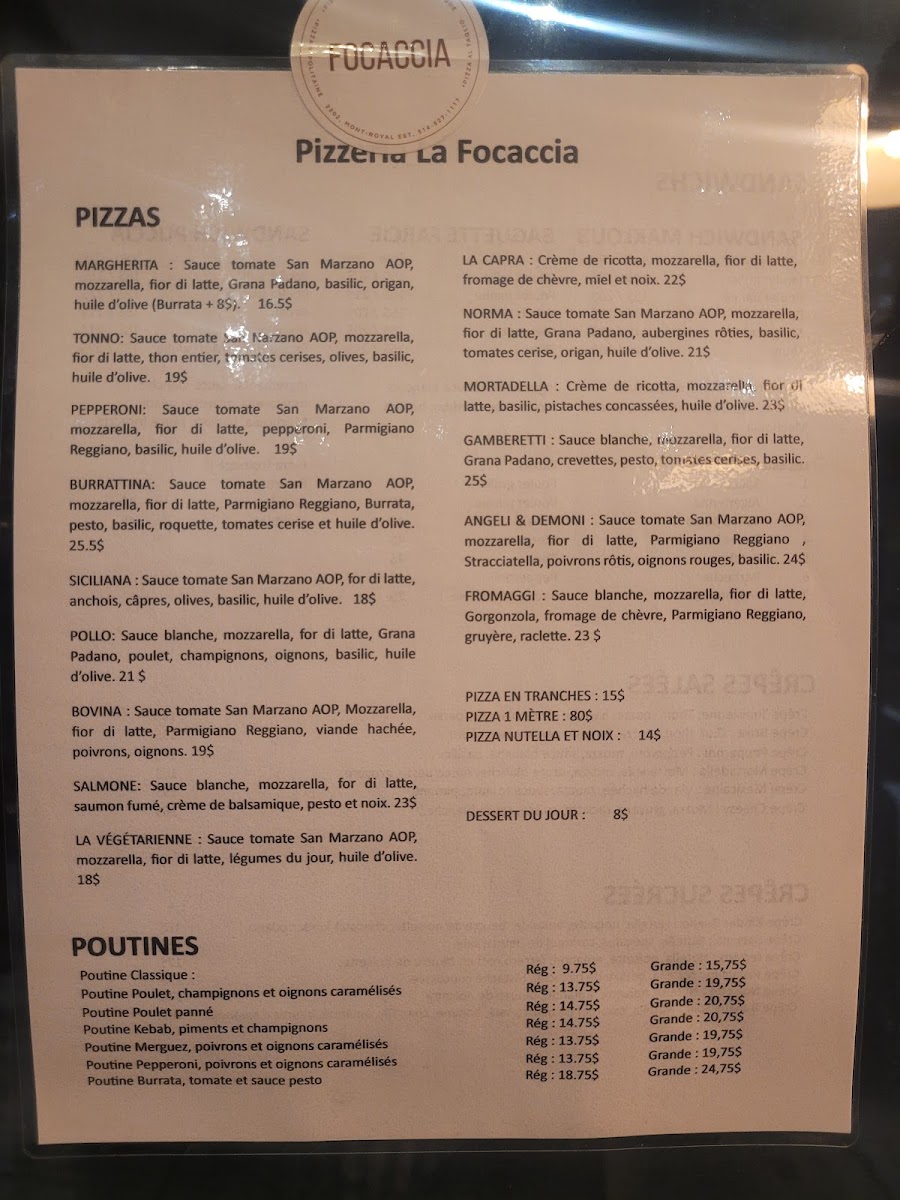 FOCACCIA
2202, MONT-ROYAL EST. 514-527-1113
Pizzeria La Focaccia
PIZZAS
MARGHERITA : Sauce tomate San Marzano AOP,
mozzarella, fior di latte, Grana Padano, basilic, origan,
huile d'olive (Burrata + 8$). 16.5$
TONNO: Sauce tomate San Marzano AOP, mozzarella,
fior di latte, thon entier, tomates cerises, olives, basilic,
huile d'olive. 19$
PEPPERONI: Sauce tomate San Marzano AOP,
mozzarella, fior di latte, pepperoni, Parmigiano
Reggiano, basilic, huile d'olive. 19$
BURRATTINA: Sauce tomate San Marzano AOP,
mozzarella, fior di latte, Parmigiano Reggiano, Burrata,
pesto, basilic, roquette, tomates cerise et huile d'olive.
25.5$
SICILIANA : Sauce tomate San Marzano AOP, for di latte,
anchois, câpres, olives, basilic, huile d'olive. 18$
POLLO: Sauce blanche, mozzarella, for di latte, Grana
Padano, poulet, champignons, oignons, basilic, huile
d'olive. 21 $
BOVINA : Sauce tomate San Marzano AOP, Mozzarella,
fior di latte, Parmigiano Reggiano, viande hachée,
poivrons, oignons. 19$
SALMONE: Sauce blanche, mozzarella, for di latte,
saumon fumé, crème de balsamique, pesto et noix. 23$
LA VÉGÉTARIENNE : Sauce tomate San Marzano AOP,
mozzarella, fior di latte, légumes du jour, huile d'olive.
18$
LA CAPRA : Crème de ricotta, mozzarella, fior di latte,
fromage de chèvre, miel et noix. 22$
NORMA : Sauce tomate San Marzano AOP, mozzarella,
fior di latte, Grana Padano, aubergines rôties, basilic,
tomates cerise, origan, huile d'olive. 21$
MORTADELLA : Crème de ricotta, mozzarella, fior di
latte, basilic, pistaches concassées, huile d'olive. 23$
GAMBERETTI : Sauce blanche, mozzarella, fior di latte,
Grana Padano, crevettes, pesto, tomates cerises, basilic.
25$
ANGELI & DEMONI : Sauce tomate San Marzano AOP,
mozzarella, fior di latte, Parmigiano Reggiano ,
Stracciatella, poivrons rôtis, oignons rouges, basilic. 24$
FROMAGGI : Sauce blanche, mozzarella, fior di latte,
Gorgonzola, fromage de chèvre, Parmigiano Reggiano,
gruyère, raclette. 23 $
PIZZA EN TRANCHES : 15$
PIZZA 1 MÈTRE : 80$
PIZZA NUTELLA ET NOIX : 14$
DESSERT DU JOUR : 8$
POUTINES
Poutine Classique : Rég : 9.75$ Grande : 15,75$
Poutine Poulet, champignons et oignons caramélisés Rég : 13.75$ Grande : 19,75$
Poutine Poulet panné Rég : 14.75$ Grande : 20,75$
Poutine Kebab, piments et champignons Rég : 14.75$ Grande : 20,75$
Poutine Merguez, poivrons et oignons caramélisés Rég : 13.75$ Grande : 19,75$
Poutine Pepperoni, poivrons et oignons caramélisés Rég : 13.75$ Grande : 19,75$
Poutine Burrata, tomate et sauce pesto Rég : 18.75$ Grande : 24,75$